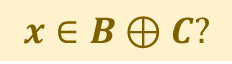 x ∈ B ⊕ C?